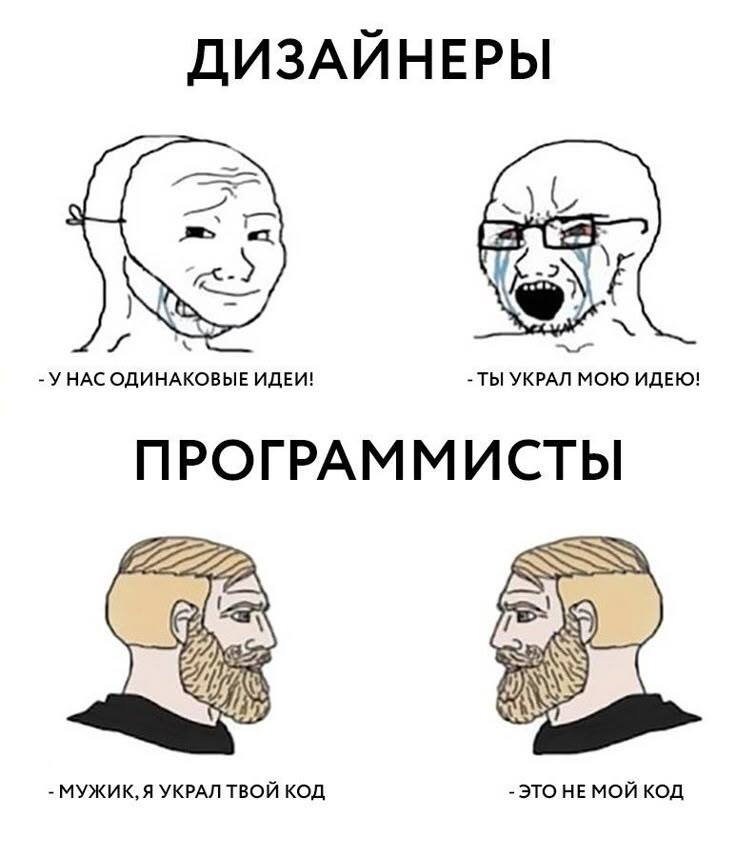 ДИЗАЙНЕРЫ
- У НАС ОДИНАКОВЫЕ ИДЕИ!
- ТЫ УКРАЛ МОЮ ИДЕЮ!
ПРОГРАММИСТЫ
- МУЖИК, Я УКРАЛ ТВОЙ КОД
- ЭТО НЕ МОЙ КОД